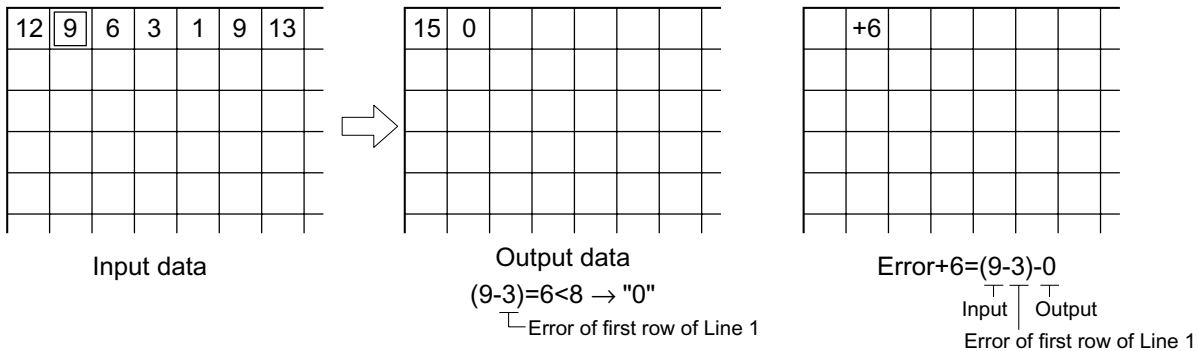 12 9 6 3 1 9 13
15 0
+6
Input data
Output data
(9-3)=6<8 → "0"
Error of first row of Line 1
Error+6=(9-3)-0
Input Output
Error of first row of Line 1